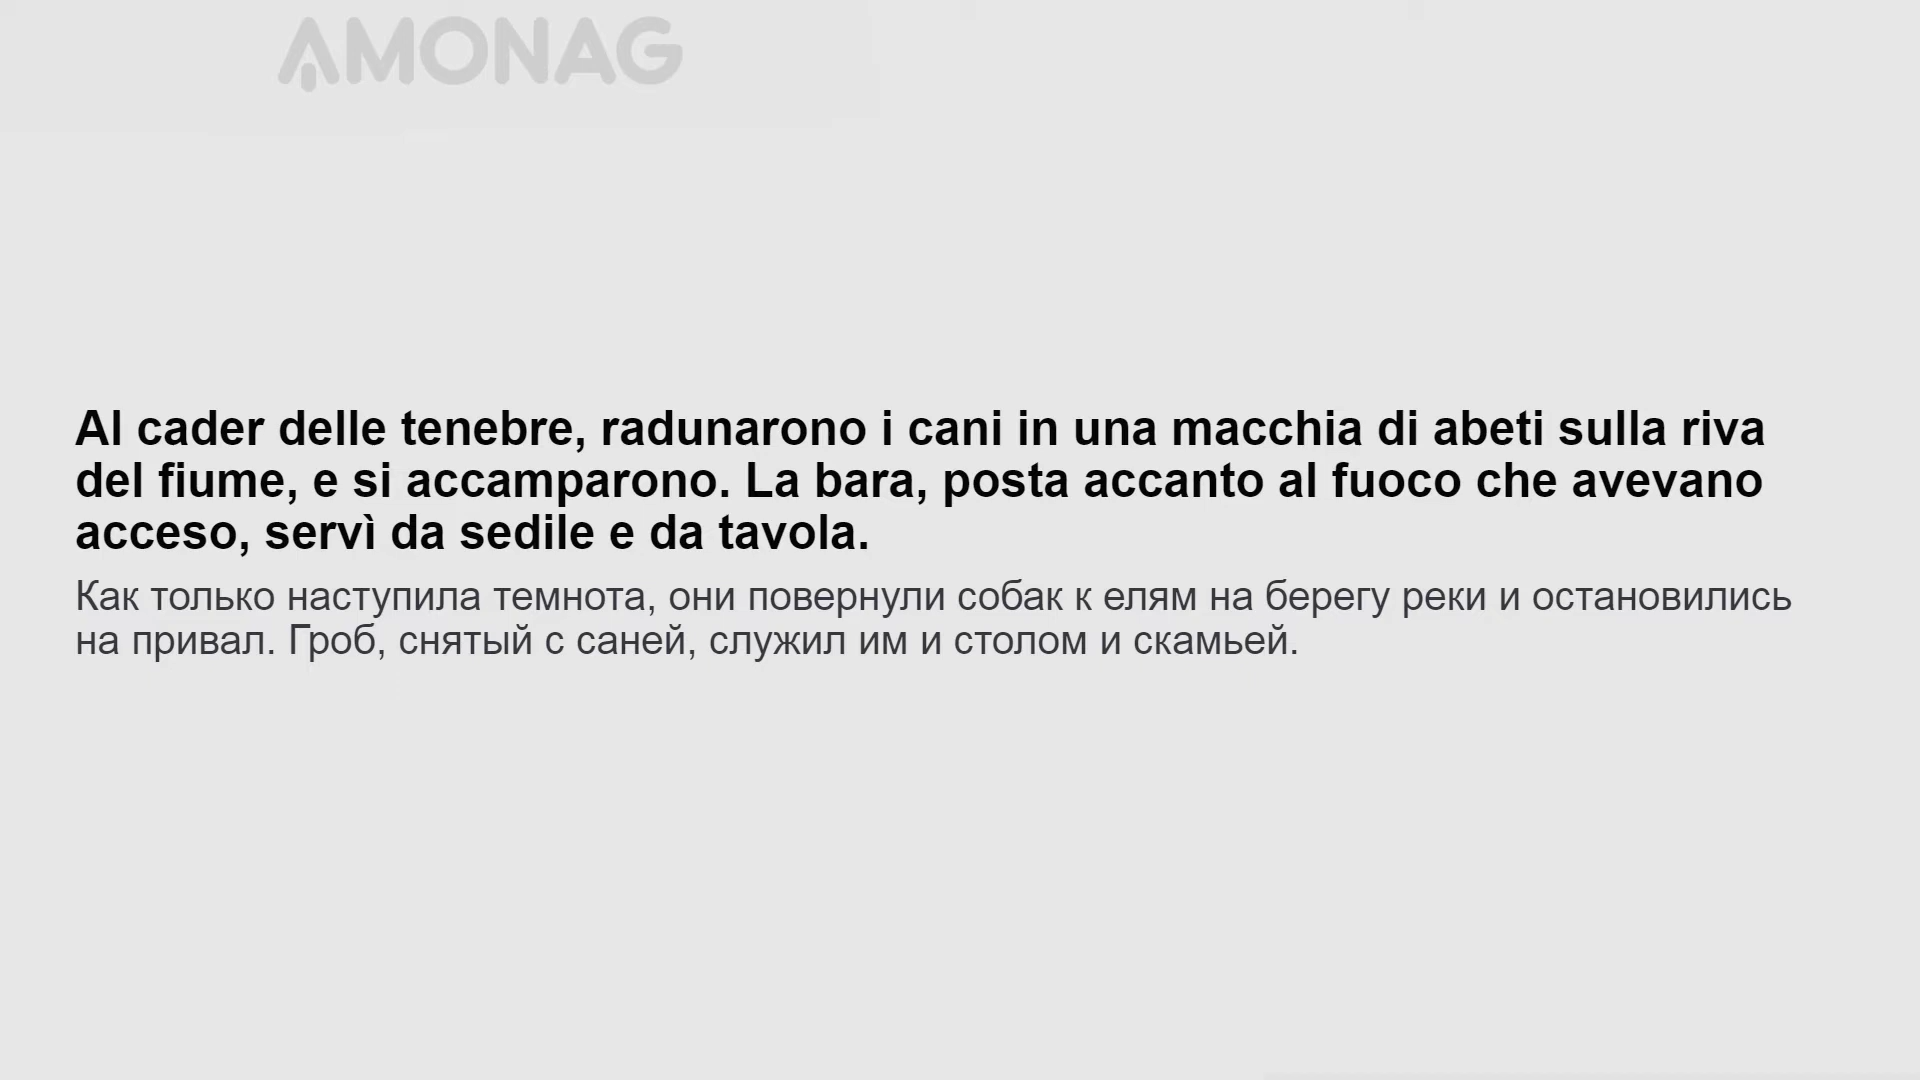 AMONAG
Al cader delle tenebre, radunarono i cani in una macchia di abeti sulla riva
del fiume, e si accamparono. La bara, posta accanto al fuoco che avevano
acceso, servì da sedile e da tavola.
Как только наступила темнота, они повернули собак к елям на берегу реки и остановились
на привал. Гроб, снятый с саней, служил им и столом и скамьей.